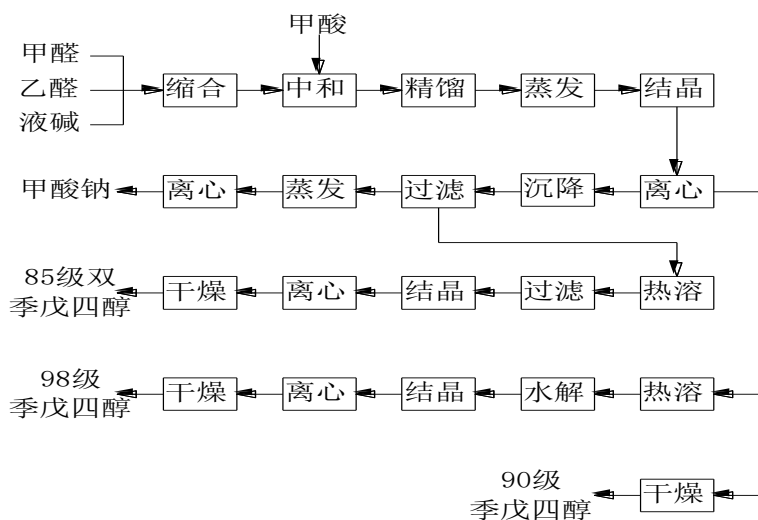 甲酸
甲醛
乙醛
液碱
缩合
中和
精馏
蒸发
结晶
甲酸钠
离心
蒸发
过滤
沉降
离心
85级双
季戊四醇
干燥
离心
结晶
过滤
热溶
98级
季戊四醇
干燥
离心
结晶
水解
热溶
90级
季戊四醇
干燥